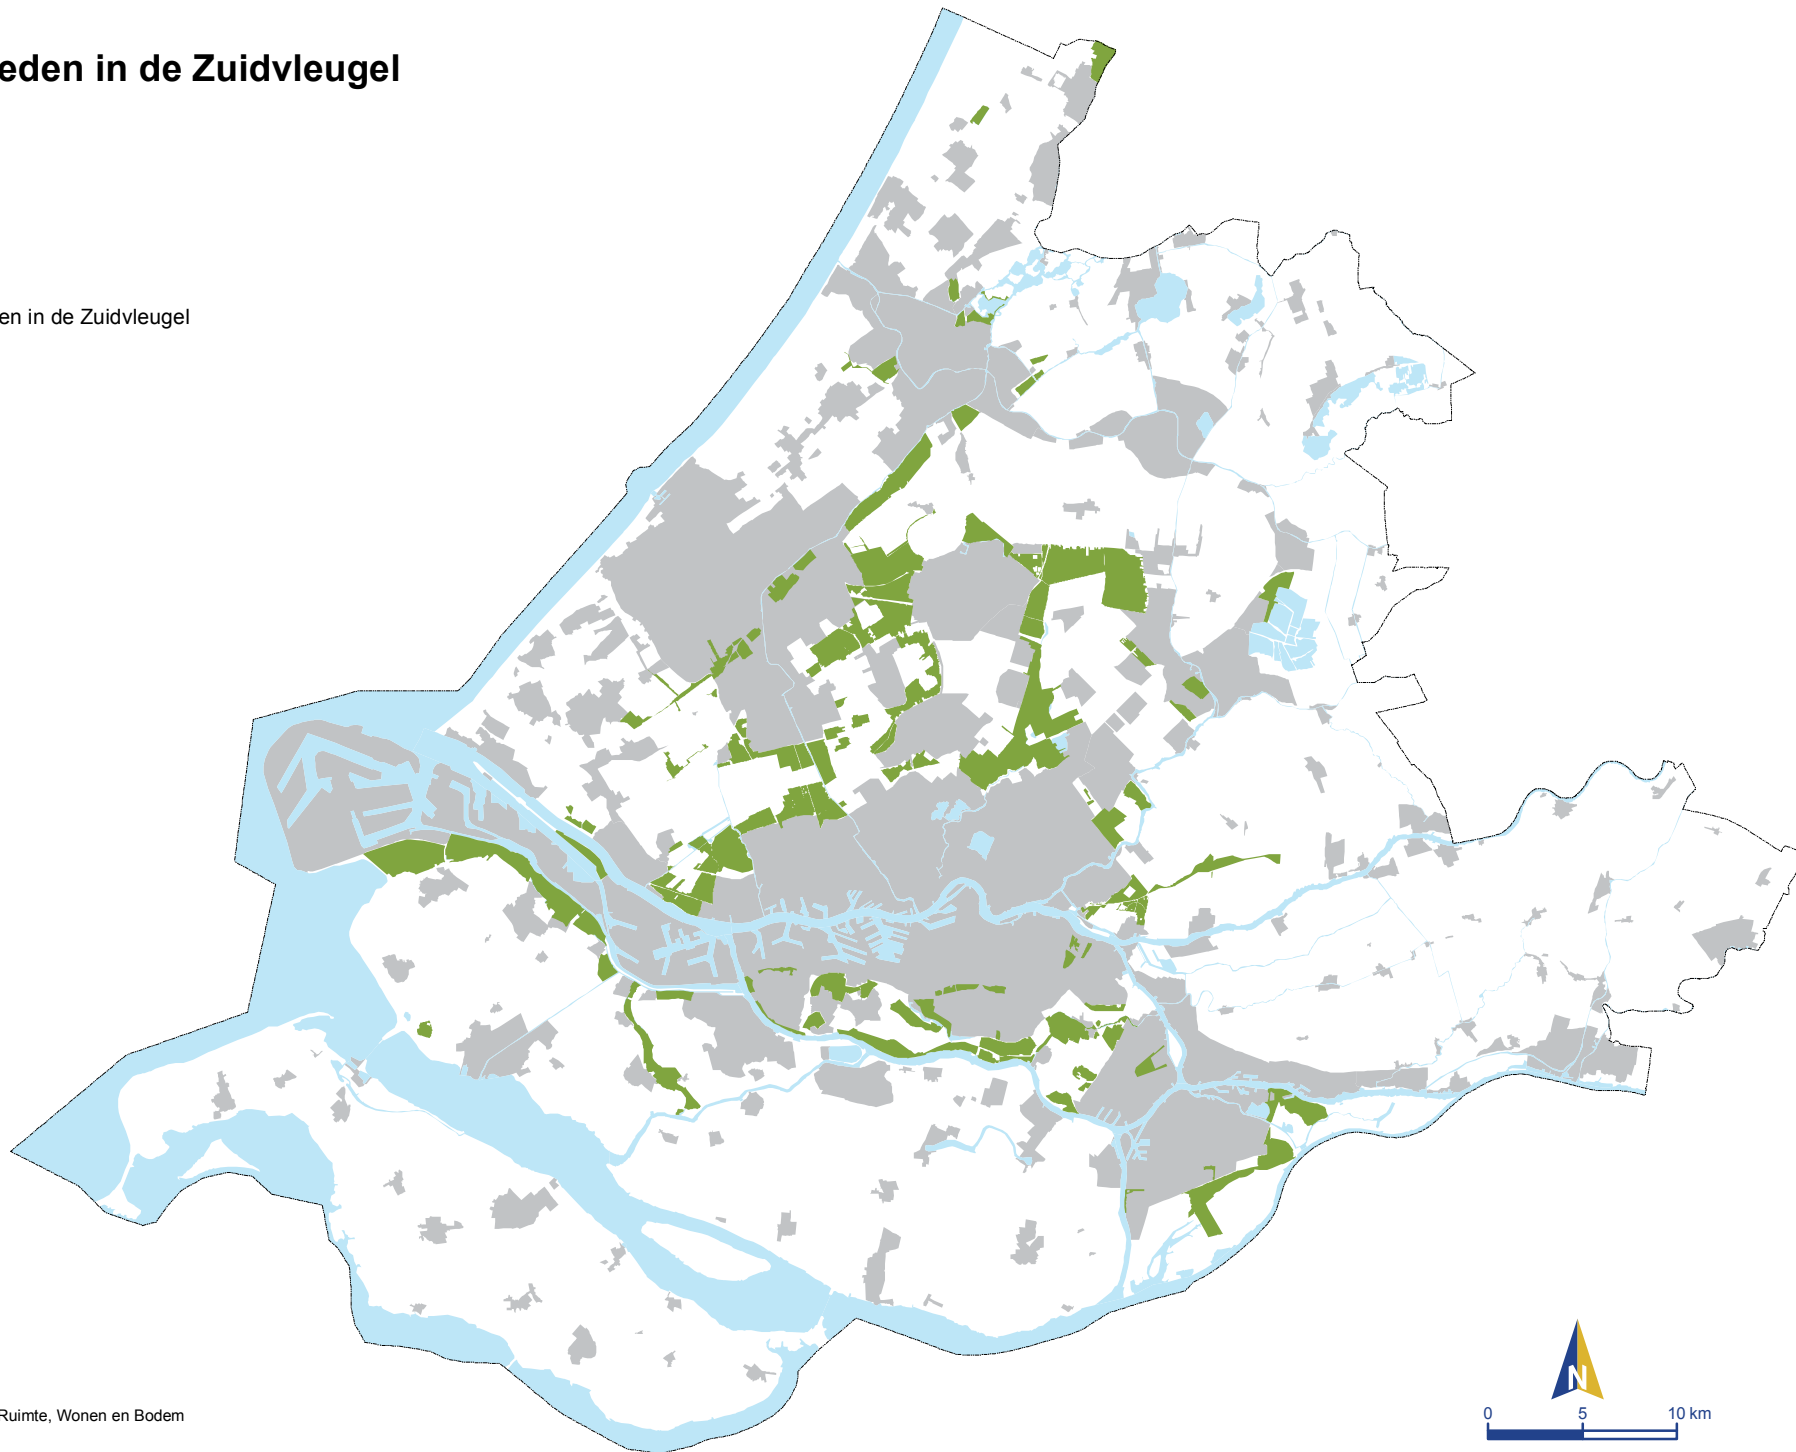 eden in de Zuidvleugel
en in de Zuidvleugel
Ruimte, Wonen en Bodem
N
0 5 10 km